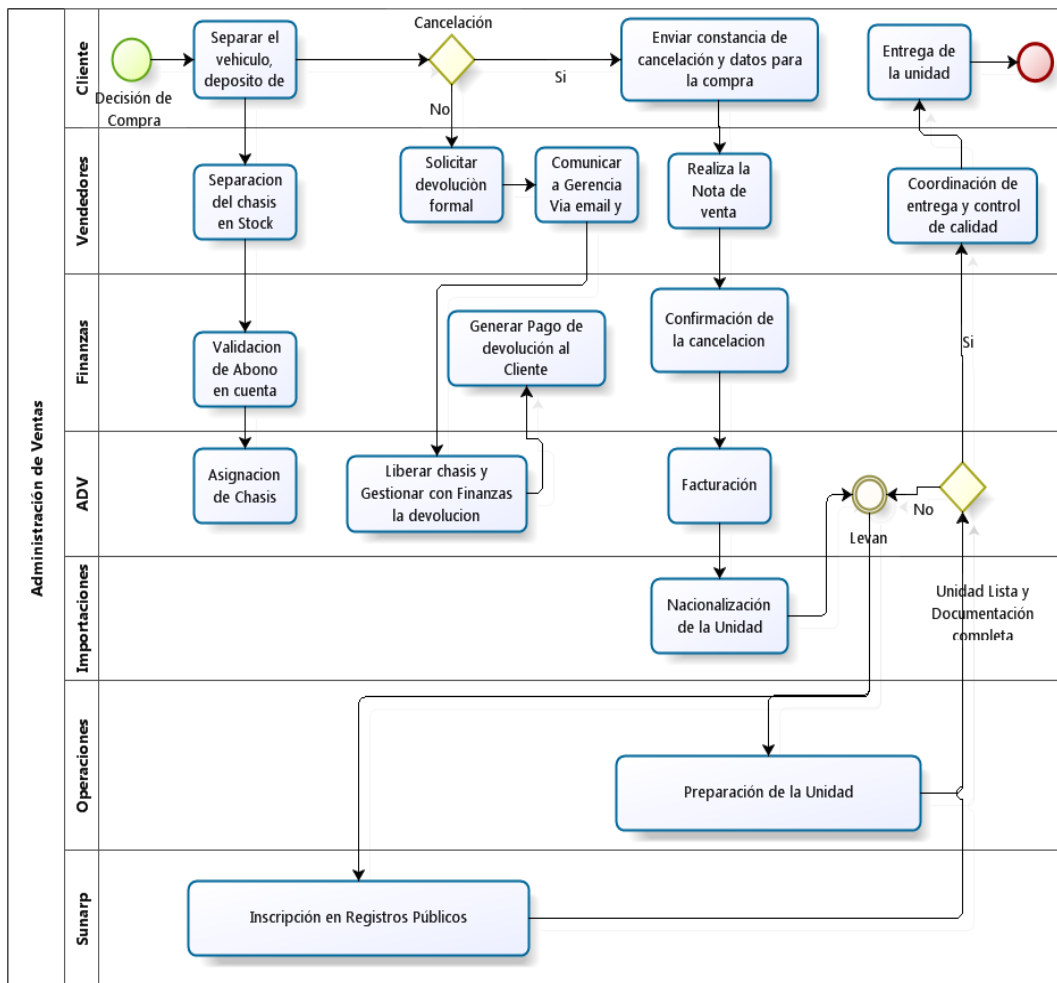 Administración de Ventas
Cliente
Decisión de
Compra
Separar el
vehiculo,
deposito de
Cancelación
Si
No
Enviar constancia de
cancelación y datos para
la compra
Entrega de
la unidad
Vendedores
Separacion
del chasis
en Stock
Solicitar
devoluciòn
formal
Comunicar
a Gerencia
Via email y
Realiza la
Nota de
venta
Coordinación de
entrega y control
de calidad
Finanzas
Validacion
de Abono
en cuenta
Generar Pago de
devolución al
Cliente
Confirmación de
la cancelacion
Si
ADV
Asignacion
de Chasis
Liberar chasis y
Gestionar con Finanzas
la devolucion
Facturación
Levan
No
Importaciones
Nacionalización
de la Unidad
Unidad Lista y
Documentación
completa
Operaciones
Preparación de la Unidad
Sunarp
Inscripción en Registros Públicos